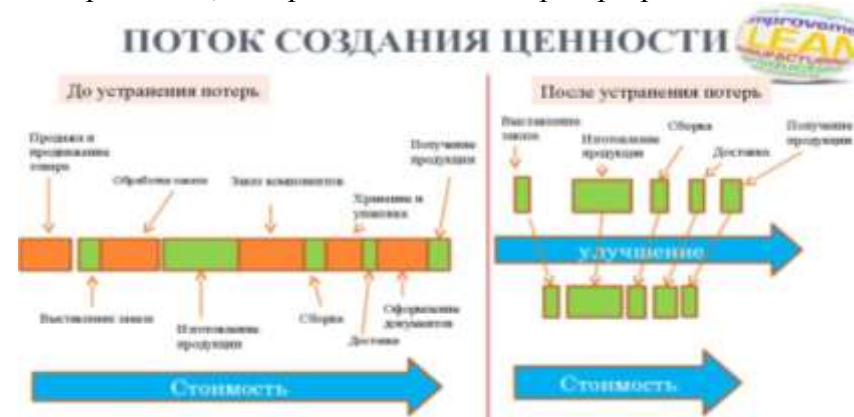 ПОТОК СОЗДАНИЯ ЦЕННОСТИ
improvement
LEAN
До устранения потерь
После устранения потерь
Продажа и
продвижение
товара
Обработка заказа
Заказ компонентов
Хранение и
упаковка
Получение
продукции
Выставление заказа
Изготовление
продукции
Сборка
Доставка
Оформление
документов
Стоимость
Выставление
заказа
Изготовление
продукции
Сборка
Доставка
Получение
продукции
улучшение
Стоимость